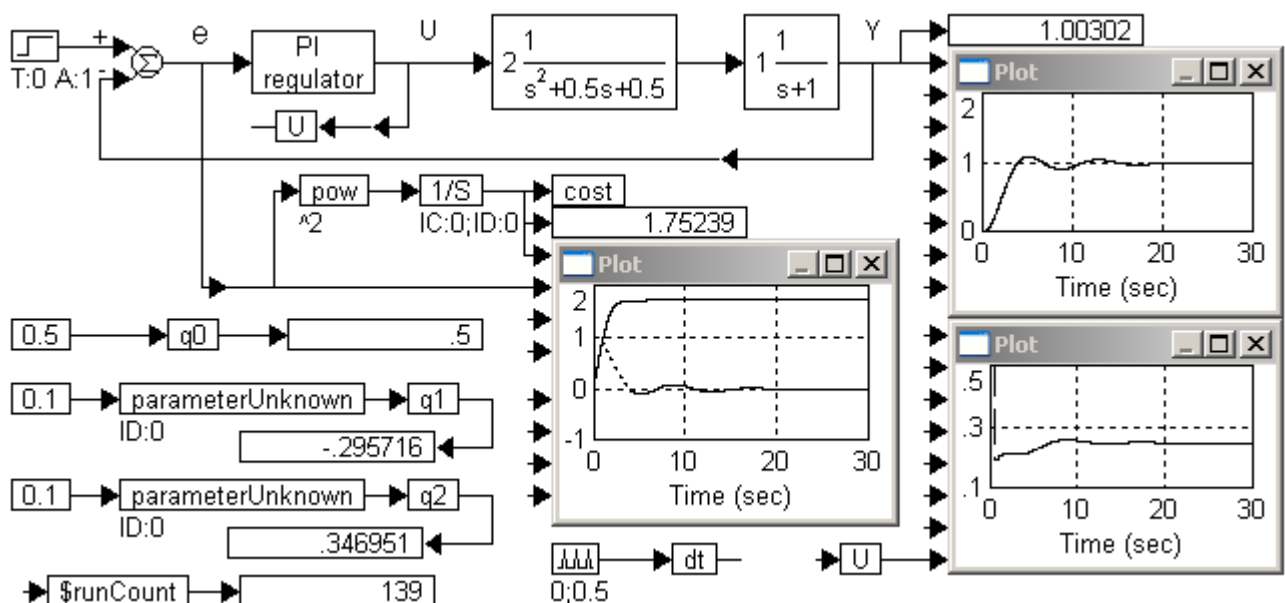 e
U
Y
1.00302
+
-
Σ
T:0 A:1
PI
regulator
2 1
s²+0.5s+0.5
1 1
s+1
U
Plot
2
1
0
0 10 20 30
Time (sec)
pow
^2
1/S
IC:0;ID:0
cost
1.75239
Plot
2
1
0
-1
0 10 20 30
Time (sec)
0.5
q0
.5
0.1
parameterUnknown
ID:0
q1
-.295716
0.1
parameterUnknown
ID:0
q2
.346951
$runCount
139
0;0.5
dt
U
Plot
.5
.3
.1
0 10 20 30
Time (sec)